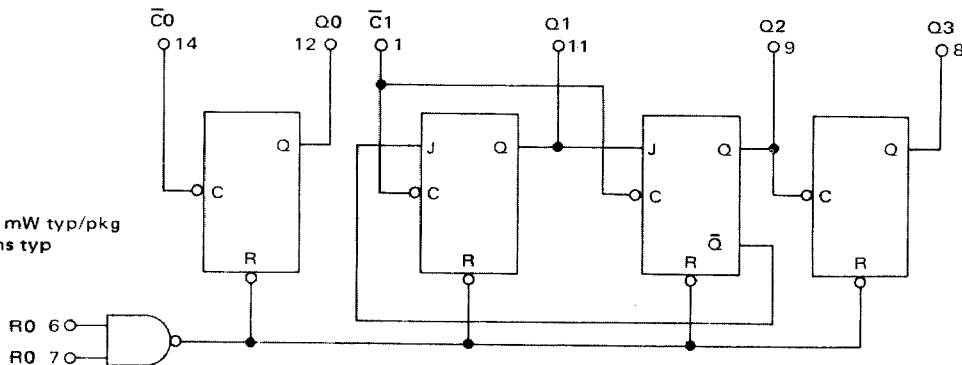 C̅0 Q0 C̅1 Q1 Q2 Q3
14 12 1 11 9 8
Q J Q J Q Q
C C C C
Q̅
mW typ/pkg
ns typ
R R R R
R0 6
R0 7